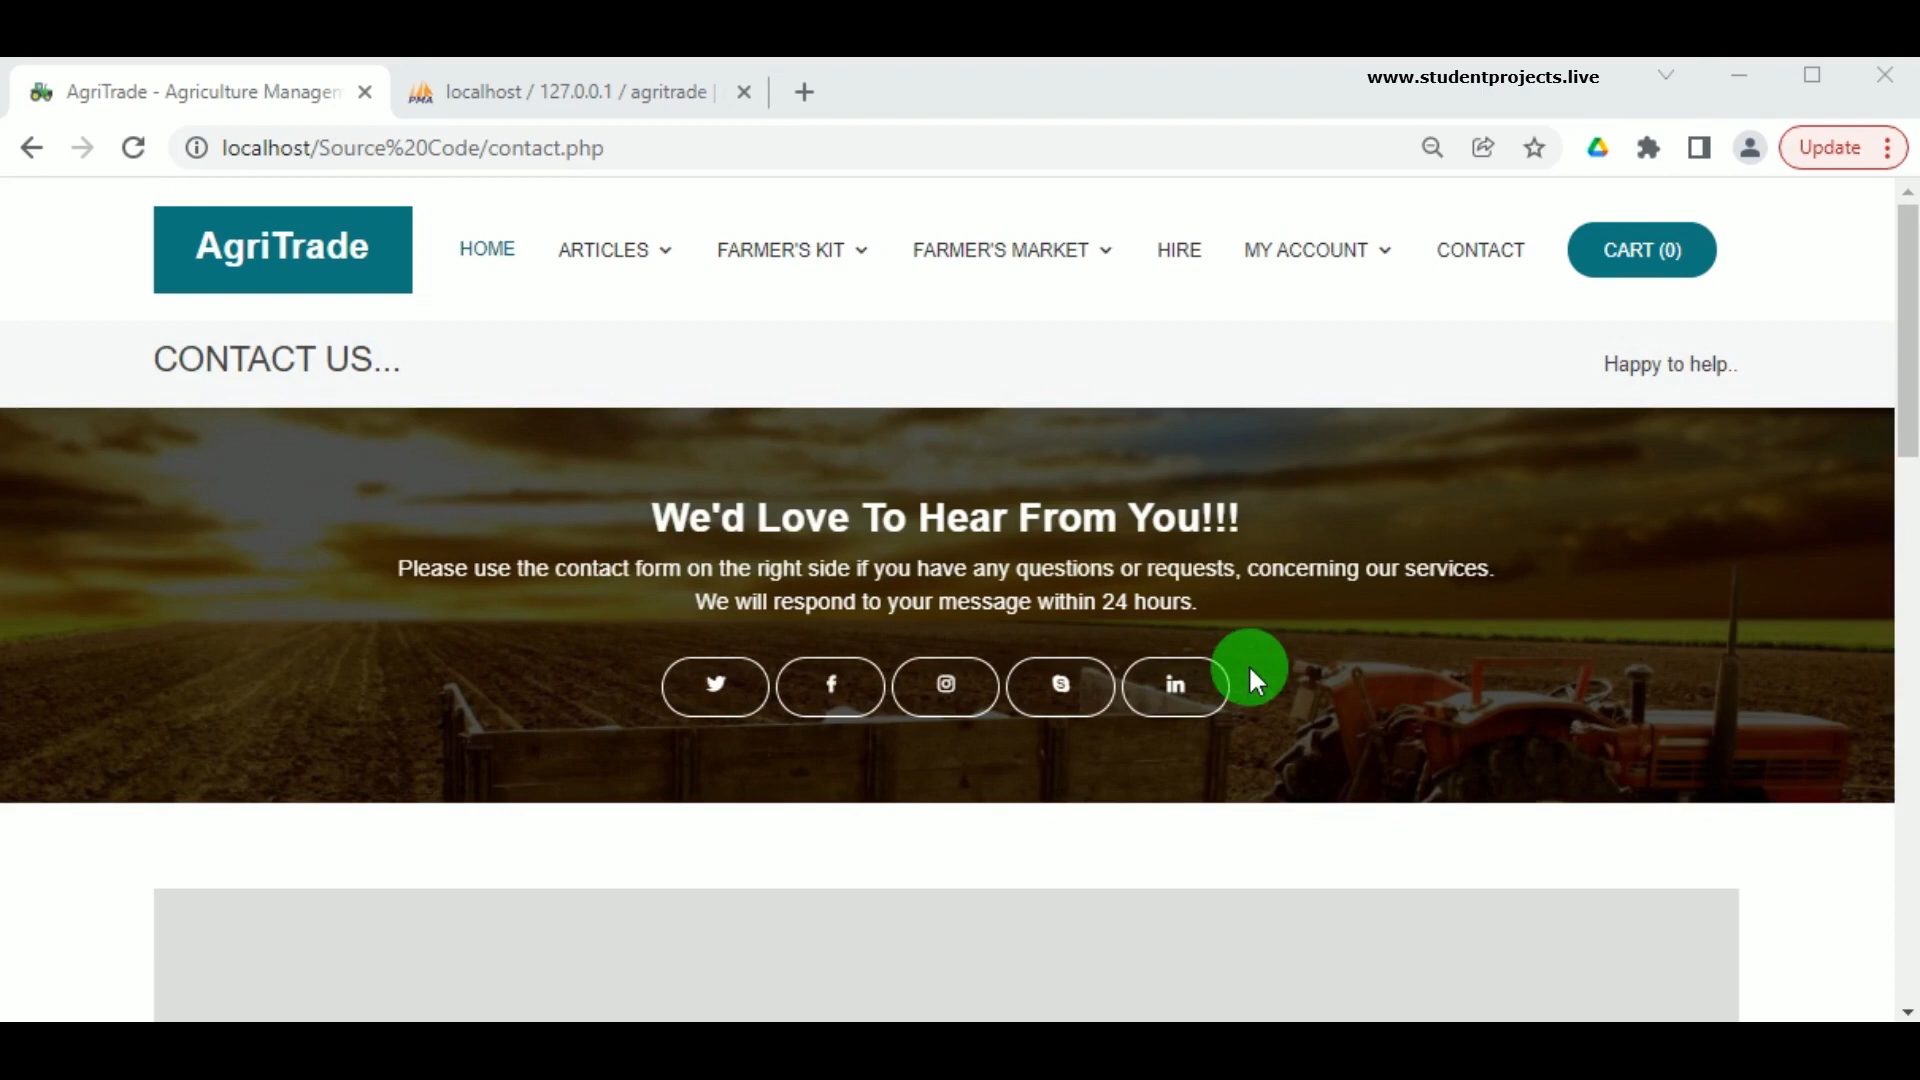 www.studentprojects.live
AgriTrade - Agriculture Managem
localhost / 127.0.0.1 / agritrade |
localhost/Source%20Code/contact.php
Update
AgriTrade
HOME
ARTICLES
FARMER'S KIT
FARMER'S MARKET
HIRE
MY ACCOUNT
CONTACT
CART (0)
CONTACT US...
Happy to help..
We'd Love To Hear From You!!!
Please use the contact form on the right side if you have any questions or requests, concerning our services.
We will respond to your message within 24 hours.